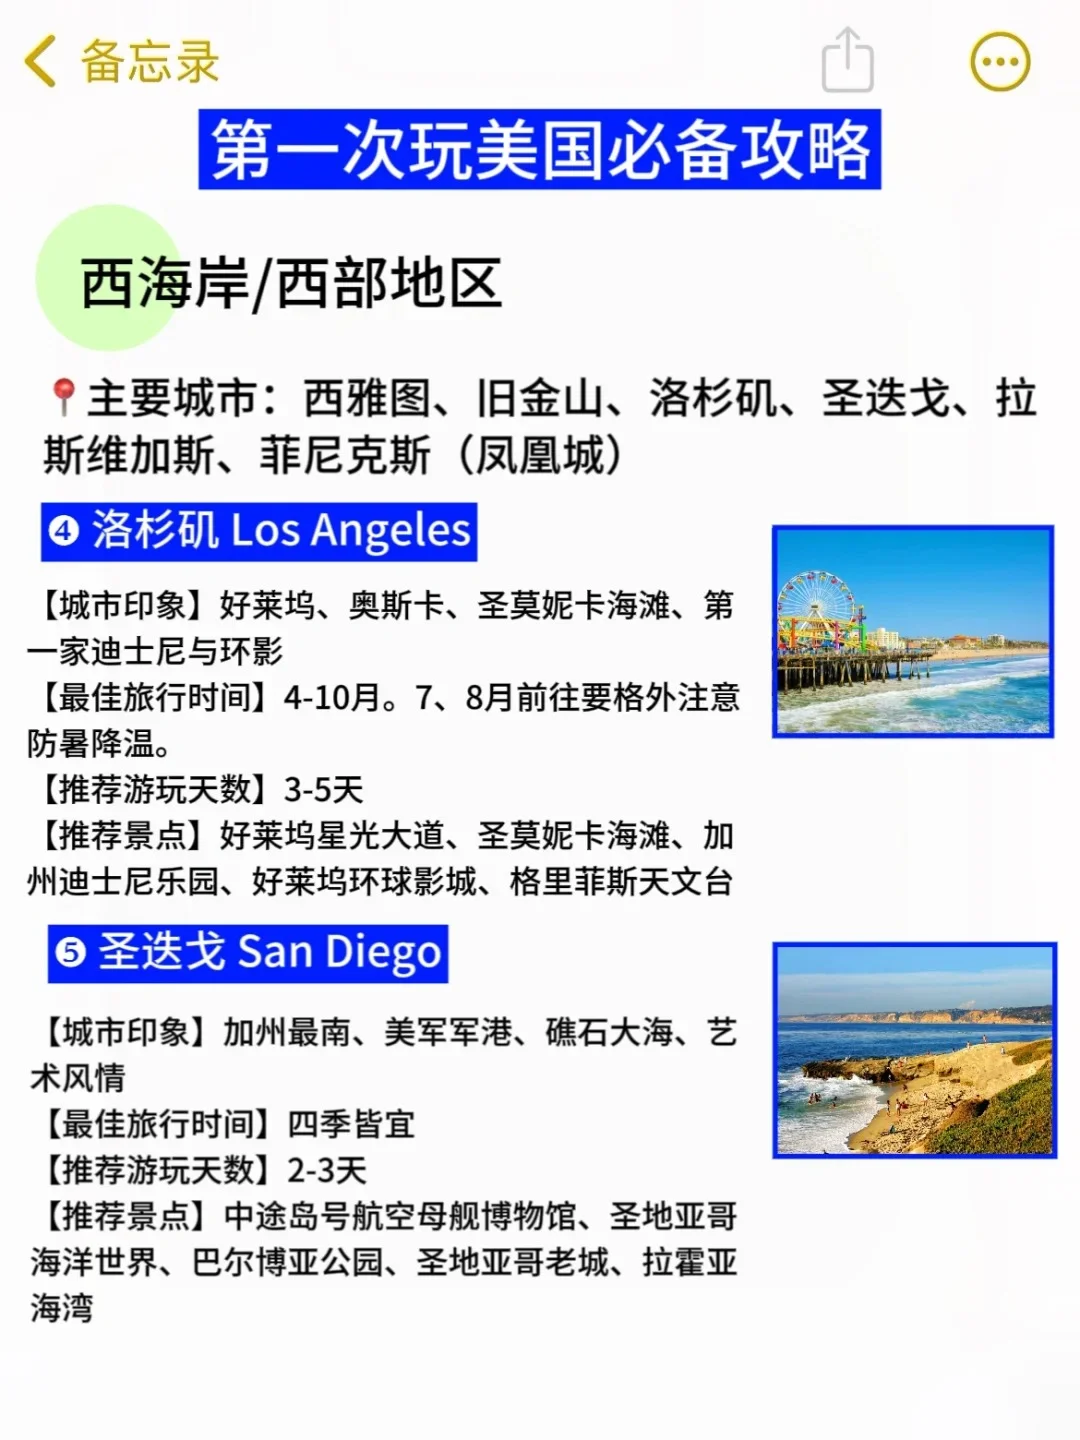 备忘录
第一次玩美国必备攻略
西海岸/西部地区
📍主要城市：西雅图、旧金山、洛杉矶、圣迭戈、拉
斯维加斯、菲尼克斯（凤凰城）
❹ 洛杉矶 Los Angeles
【城市印象】好莱坞、奥斯卡、圣莫妮卡海滩、第
一家迪士尼与环影
【最佳旅行时间】4-10月。7、8月前往要格外注意
防暑降温。
【推荐游玩天数】3-5天
【推荐景点】好莱坞星光大道、圣莫妮卡海滩、加
州迪士尼乐园、好莱坞环球影城、格里菲斯天文台
❺ 圣迭戈 San Diego
【城市印象】加州最南、美军军港、礁石大海、艺
术风情
【最佳旅行时间】四季皆宜
【推荐游玩天数】2-3天
【推荐景点】中途岛号航空母舰博物馆、圣地亚哥
海洋世界、巴尔博亚公园、圣地亚哥老城、拉霍亚
海湾